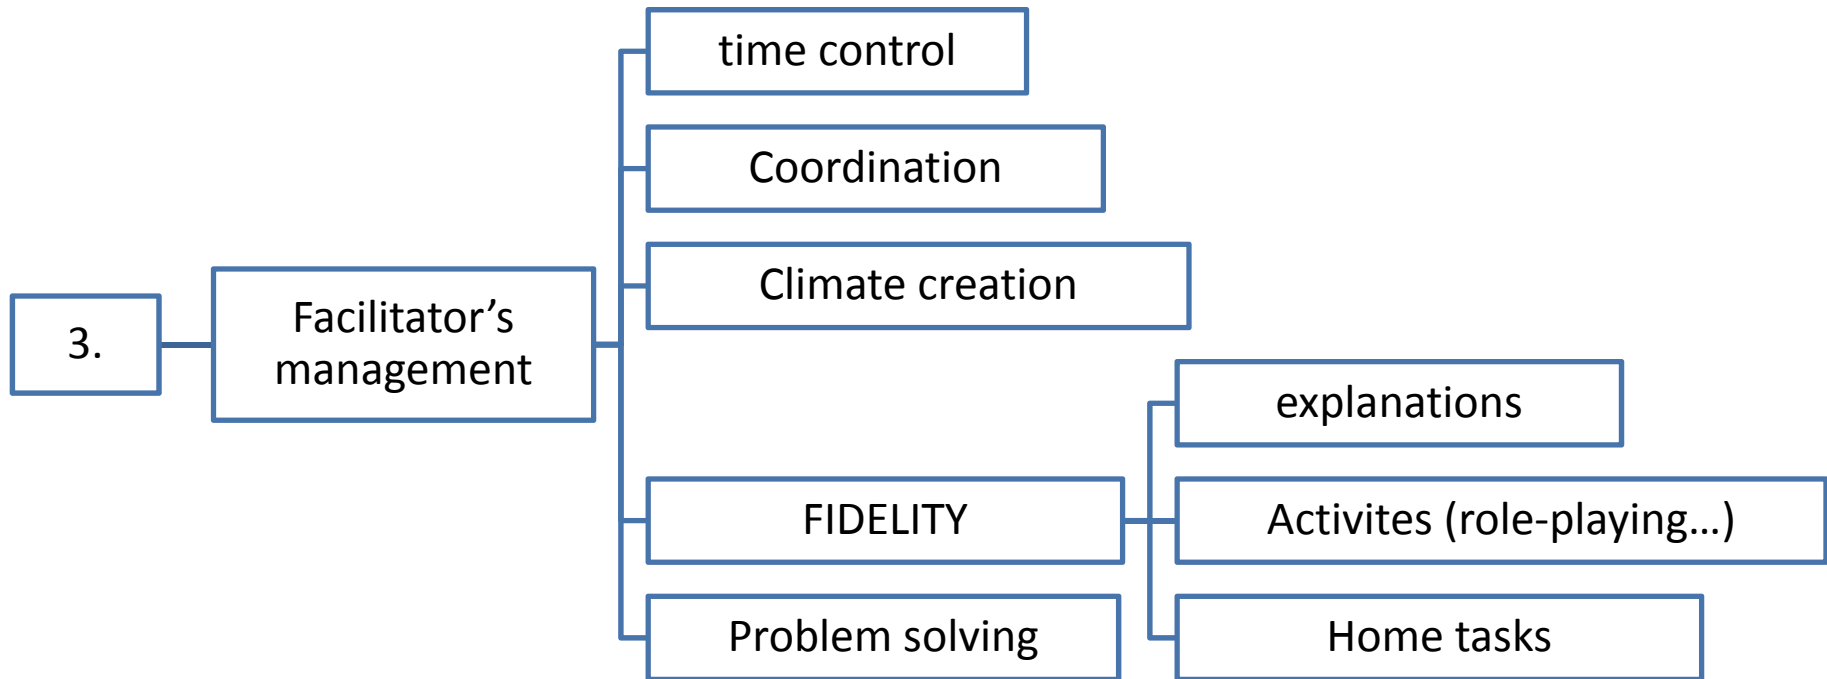 3.
Facilitator’s
management
time control
Coordination
Climate creation
FIDELITY
explanations
Activites (role-playing…)
Home tasks
Problem solving